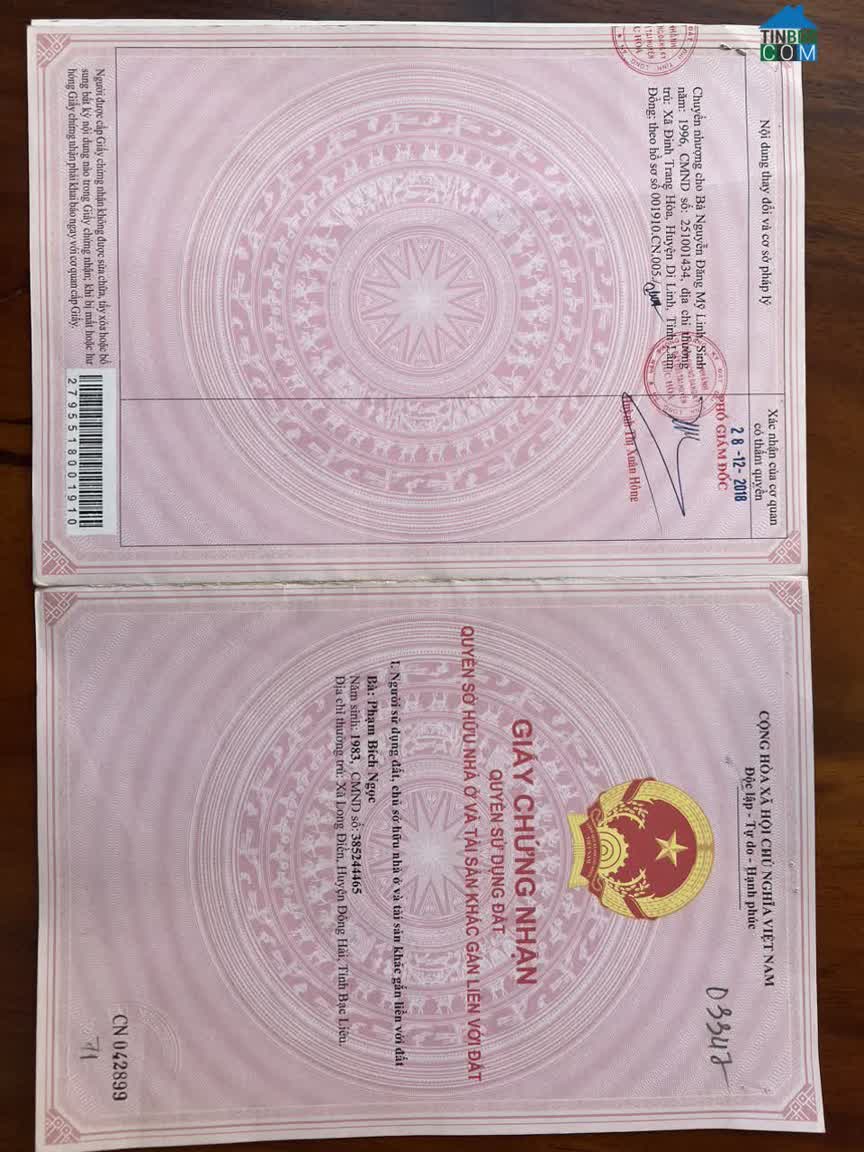 TINB
COM
Nội dung thay đổi và cơ sở pháp lý
Xác nhận của cơ quan
có thẩm quyền
Chuyển nhượng cho Bà Nguyễn Đăng Mỹ Linh, Sinh
năm: 1996, CMND số: 251001434, địa chỉ thường
trú: Xã Đinh Trang Hòa, Huyện Di Linh, Tỉnh Lâm
Đồng; theo hồ sơ số 001910.CN.005./.
28-12-2018
PHÓ GIÁM ĐỐC
Huỳnh Thị Xuân Hồng
Người được cấp Giấy chứng nhận không được sửa chữa, tẩy xóa hoặc bổ
sung bất kỳ nội dung nào trong Giấy chứng nhận; khi bị mất hoặc hư
hỏng Giấy chứng nhận phải khai báo ngay với cơ quan cấp Giấy.
2795518001910
CỘNG HÒA XÃ HỘI CHỦ NGHĨA VIỆT NAM
Độc lập - Tự do - Hạnh phúc
03342
GIẤY CHỨNG NHẬN
QUYỀN SỬ DỤNG ĐẤT
QUYỀN SỞ HỮU NHÀ Ở VÀ TÀI SẢN KHÁC GẮN LIỀN VỚI ĐẤT
I. Người sử dụng đất, chủ sở hữu nhà ở và tài sản khác gắn liền với đất
Bà: Phạm Bích Ngọc
Năm sinh: 1983, CMND số: 385244465
Địa chỉ thường trú: Xã Long Điền, Huyện Đông Hải, Tỉnh Bạc Liêu.
CN 042899
71